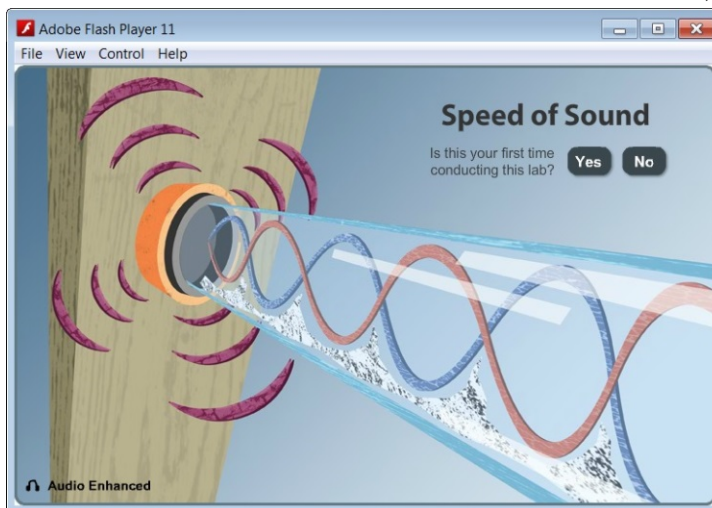 Adobe Flash Player 11
File View Control Help
Speed of Sound
Is this your first time
conducting this lab?
Yes No
Audio Enhanced